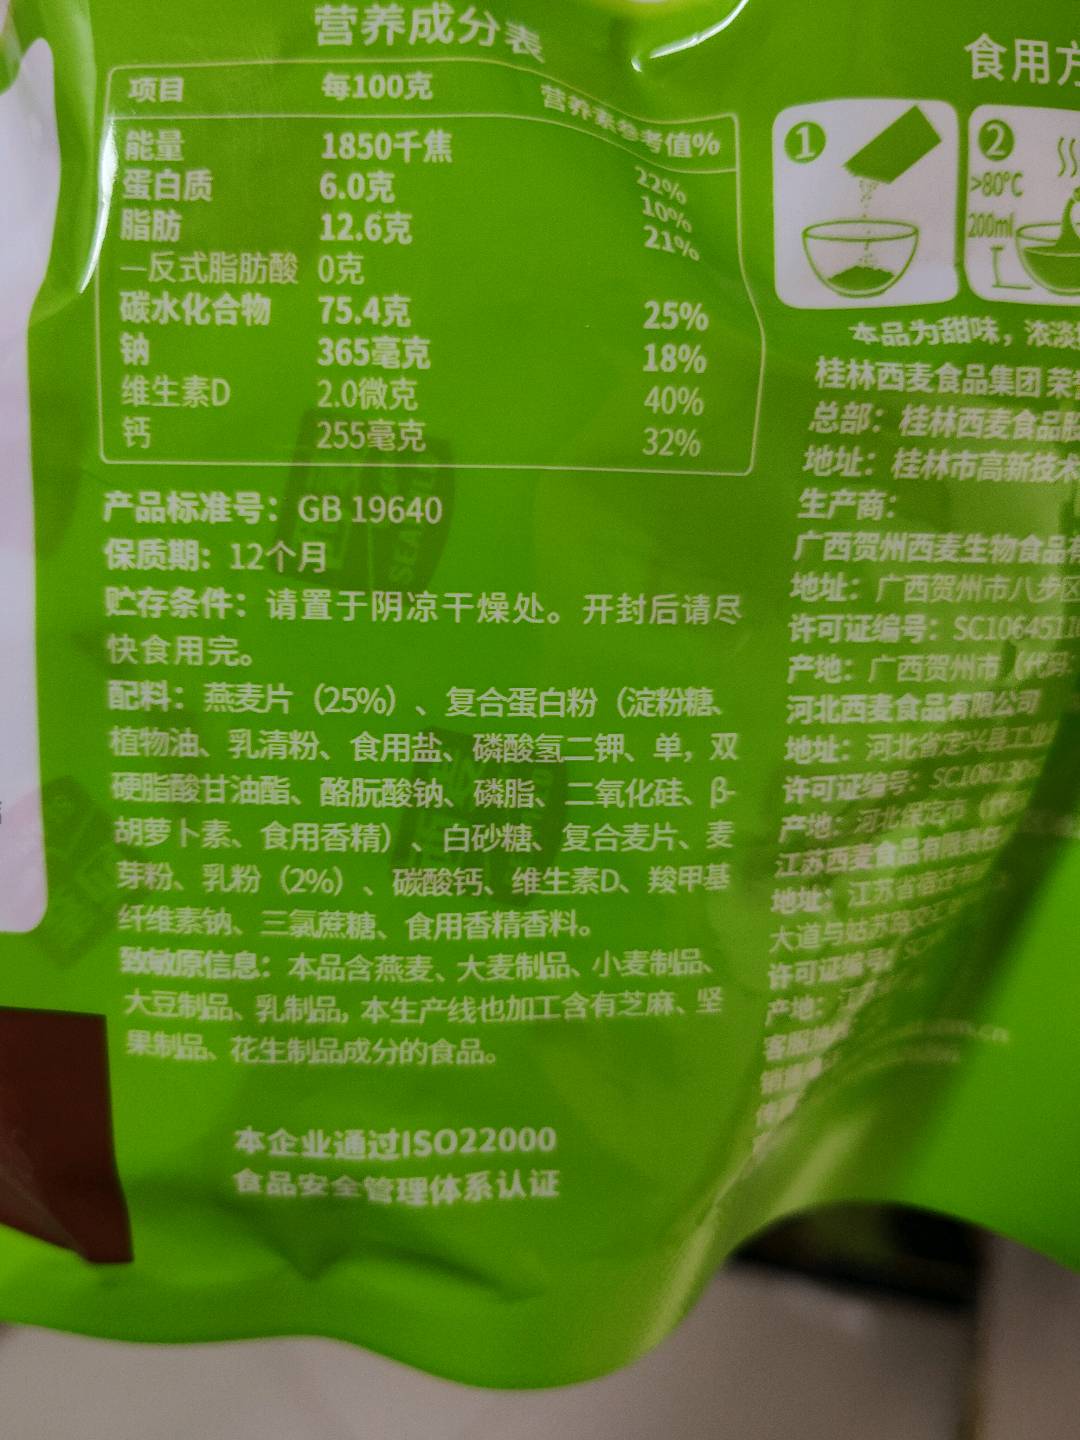 营养成分表
项目 每100克 营养素参考值%
能量 1850千焦 22%
蛋白质 6.0克 10%
脂肪 12.6克 21%
—反式脂肪酸 0克
碳水化合物 75.4克 25%
钠 365毫克 18%
维生素D 2.0微克 40%
钙 255毫克 32%
产品标准号：GB 19640
保质期：12个月
贮存条件：请置于阴凉干燥处。开封后请尽
快食用完。
配料：燕麦片（25%）、复合蛋白粉（淀粉糖、
植物油、乳清粉、食用盐、磷酸氢二钾、单，双
硬脂酸甘油酯、酪朊酸钠、磷脂、二氧化硅、β-
胡萝卜素、食用香精）、白砂糖、复合麦片、麦
芽粉、乳粉（2%）、碳酸钙、维生素D、羧甲基
纤维素钠、三氯蔗糖、食用香精香料。
致敏原信息：本品含燕麦、大麦制品、小麦制品、
大豆制品、乳制品，本生产线也加工含有芝麻、坚
果制品、花生制品成分的食品。
本企业通过ISO22000
食品安全管理体系认证
食用方
1
2
>80°C
200ml
本品为甜味，浓淡
桂林西麦食品集团 荣
总部：桂林西麦食品
地址：桂林市高新技术
生产商：
广西贺州西麦生物食品
地址：广西贺州市八步区
许可证编号：SC1064511
产地：广西贺州市（代码：
河北西麦食品有限公司
地址：河北省定兴县工业
许可证编号：SC106130
产地：河北保定市（代
江苏西麦食品有限责任
地址：江苏省宿迁市
大道与姑苏路交汇
许可证编号：SC
产地：江
客服